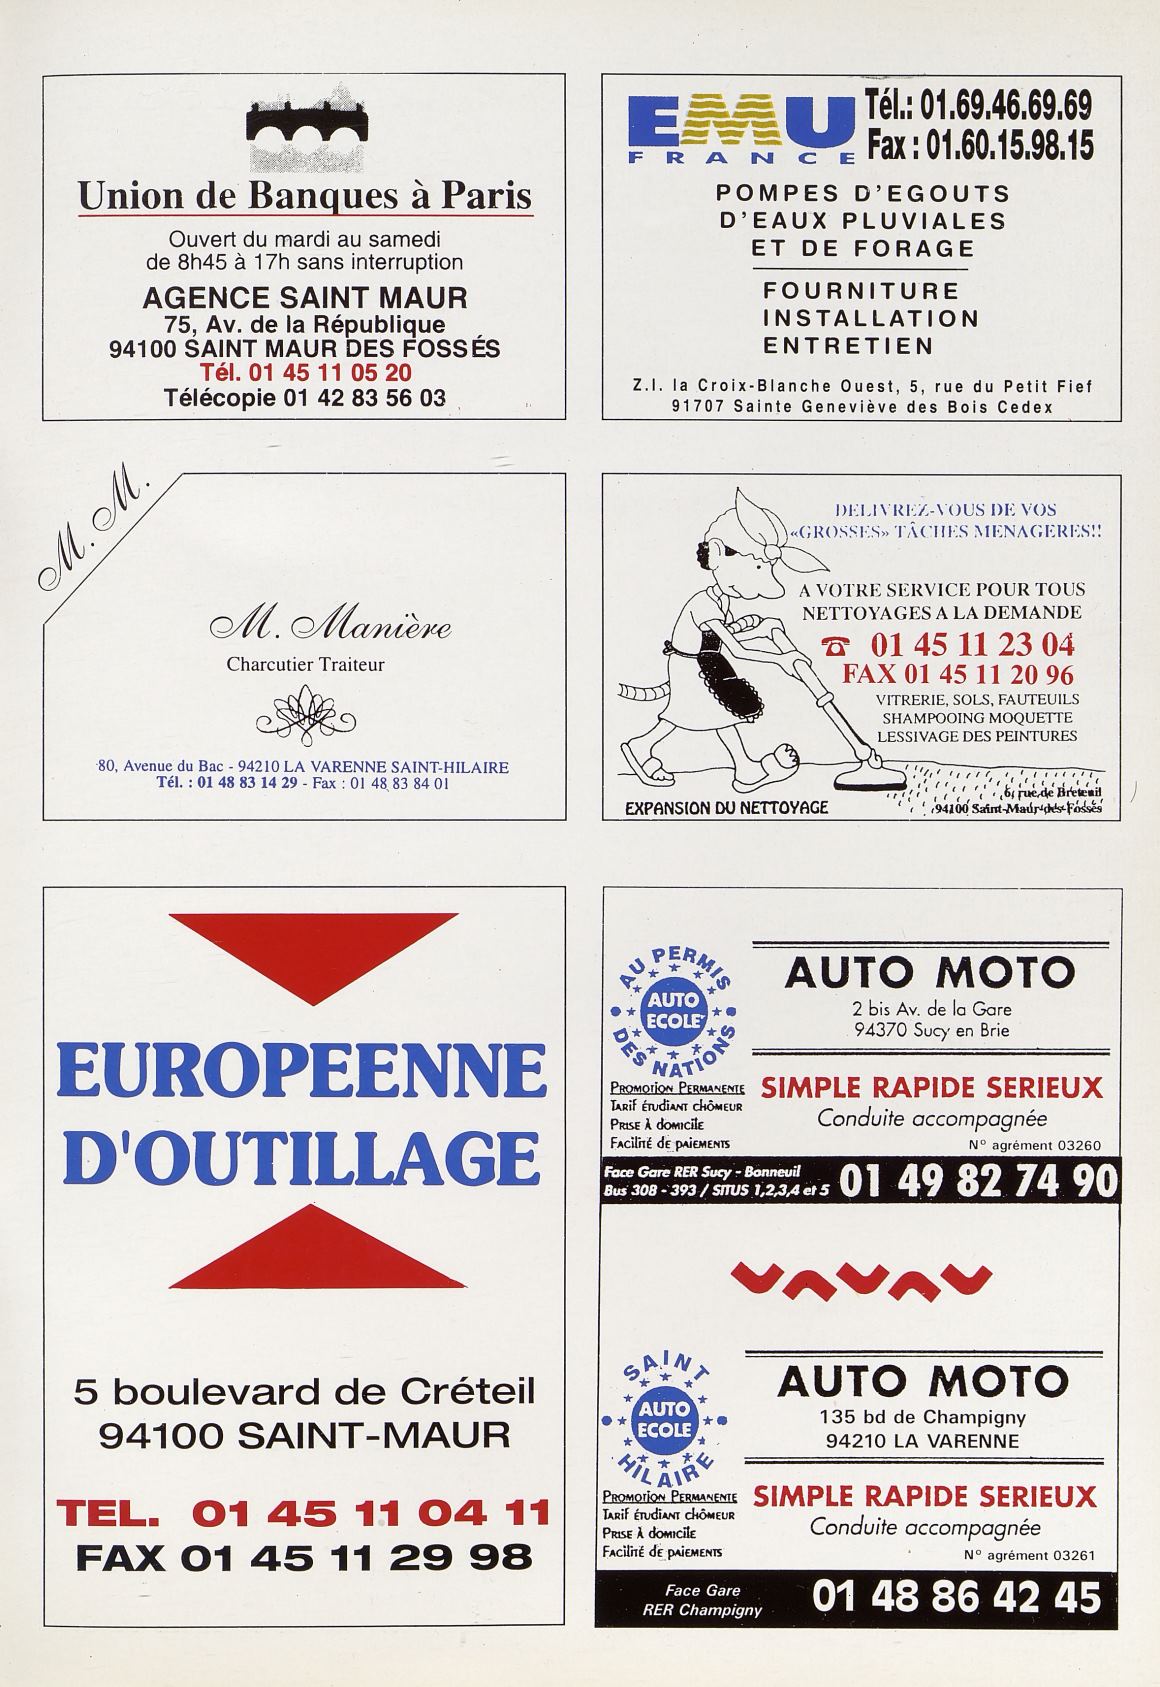 Union de Banques à Paris
Ouvert du mardi au samedi
de 8h45 à 17h sans interruption
AGENCE SAINT MAUR
75, Av. de la République
94100 SAINT MAUR DES FOSSÉS
Tél. 01 45 11 05 20
Télécopie 01 42 83 56 03
EMU
FRANCE
Tél.: 01.69.46.69.69
Fax : 01.60.15.98.15
POMPES D'EGOUTS
D'EAUX PLUVIALES
ET DE FORAGE
FOURNITURE
INSTALLATION
ENTRETIEN
Z.I. la Croix-Blanche Ouest, 5, rue du Petit Fief
91707 Sainte Geneviève des Bois Cedex
M. M.
M. Manière
Charcutier Traiteur
80, Avenue du Bac - 94210 LA VARENNE SAINT-HILAIRE
Tél. : 01 48 83 14 29 - Fax : 01 48 83 84 01
DELIVREZ-VOUS DE VOS
«GROSSES» TÂCHES MENAGERES!!
A VOTRE SERVICE POUR TOUS
NETTOYAGES A LA DEMANDE
☎ 01 45 11 23 04
FAX 01 45 11 20 96
VITRERIE, SOLS, FAUTEUILS
SHAMPOOING MOQUETTE
LESSIVAGE DES PEINTURES
EXPANSION DU NETTOYAGE
6, rue de Breteuil
94100 Saint-Maur-des-Fossés
EUROPEENNE
D'OUTILLAGE
5 boulevard de Créteil
94100 SAINT-MAUR
TEL. 01 45 11 04 11
FAX 01 45 11 29 98
AU PERMIS
AUTO
ECOLE
DES NATIONS
PROMOTION PERMANENTE
TARIF ÉTUDIANT CHÔMEUR
PRISE À DOMICILE
FACILITÉ DE PAIEMENTS
AUTO MOTO
2 bis Av. de la Gare
94370 Sucy en Brie
SIMPLE RAPIDE SERIEUX
Conduite accompagnée
N° agrément 03260
Face Gare RER Sucy - Bonneuil
Bus 308 - 393 / SITUS 1,2,3,4 et 5
01 49 82 74 90
SAINT
AUTO
ECOLE
HILAIRE
PROMOTION PERMANENTE
TARIF ÉTUDIANT CHÔMEUR
PRISE À DOMICILE
FACILITÉ DE PAIEMENTS
AUTO MOTO
135 bd de Champigny
94210 LA VARENNE
SIMPLE RAPIDE SERIEUX
Conduite accompagnée
N° agrément 03261
Face Gare
RER Champigny
01 48 86 42 45